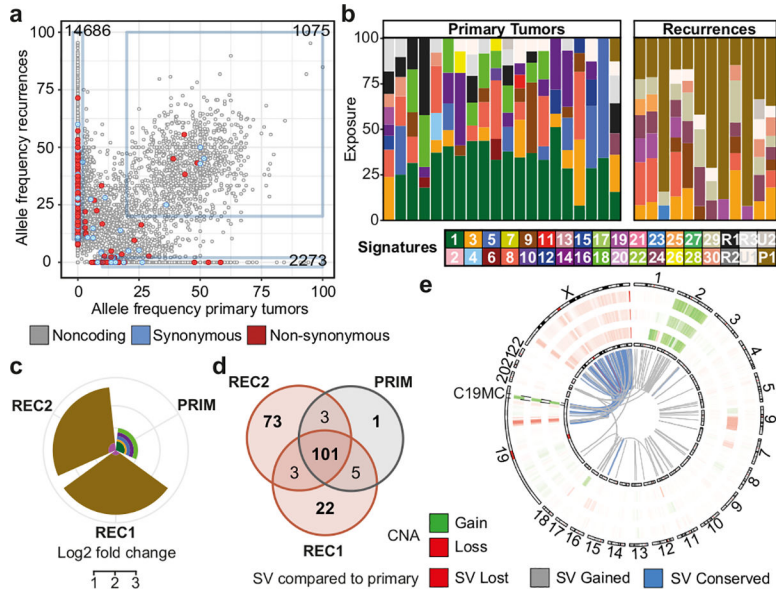 a
14686
1075
2273
100
75
50
25
0
0
25
50
75
100
Allele frequency recurrences
Allele frequency primary tumors
Noncoding
Synonymous
Non-synonymous
b
Primary Tumors
Recurrences
100
75
50
25
0
Exposure
Signatures
1 3 5 7 9 11 13 15 17 19 21 23 25 27 29 R1 R3 U2
2 4 6 8 10 12 14 16 18 20 22 24 26 28 30 R2 U1 P1
c
REC2
PRIM
REC1
Log2 fold change
1 2 3
d
REC2
PRIM
73
3
1
101
3
5
22
REC1
e
X
1
2
3
4
5
6
7
8
9
10
11
12
13
14
15
16
17
18
19
20
21
22
C19MC
CNA
Gain
Loss
SV compared to primary
SV Lost
SV Gained
SV Conserved